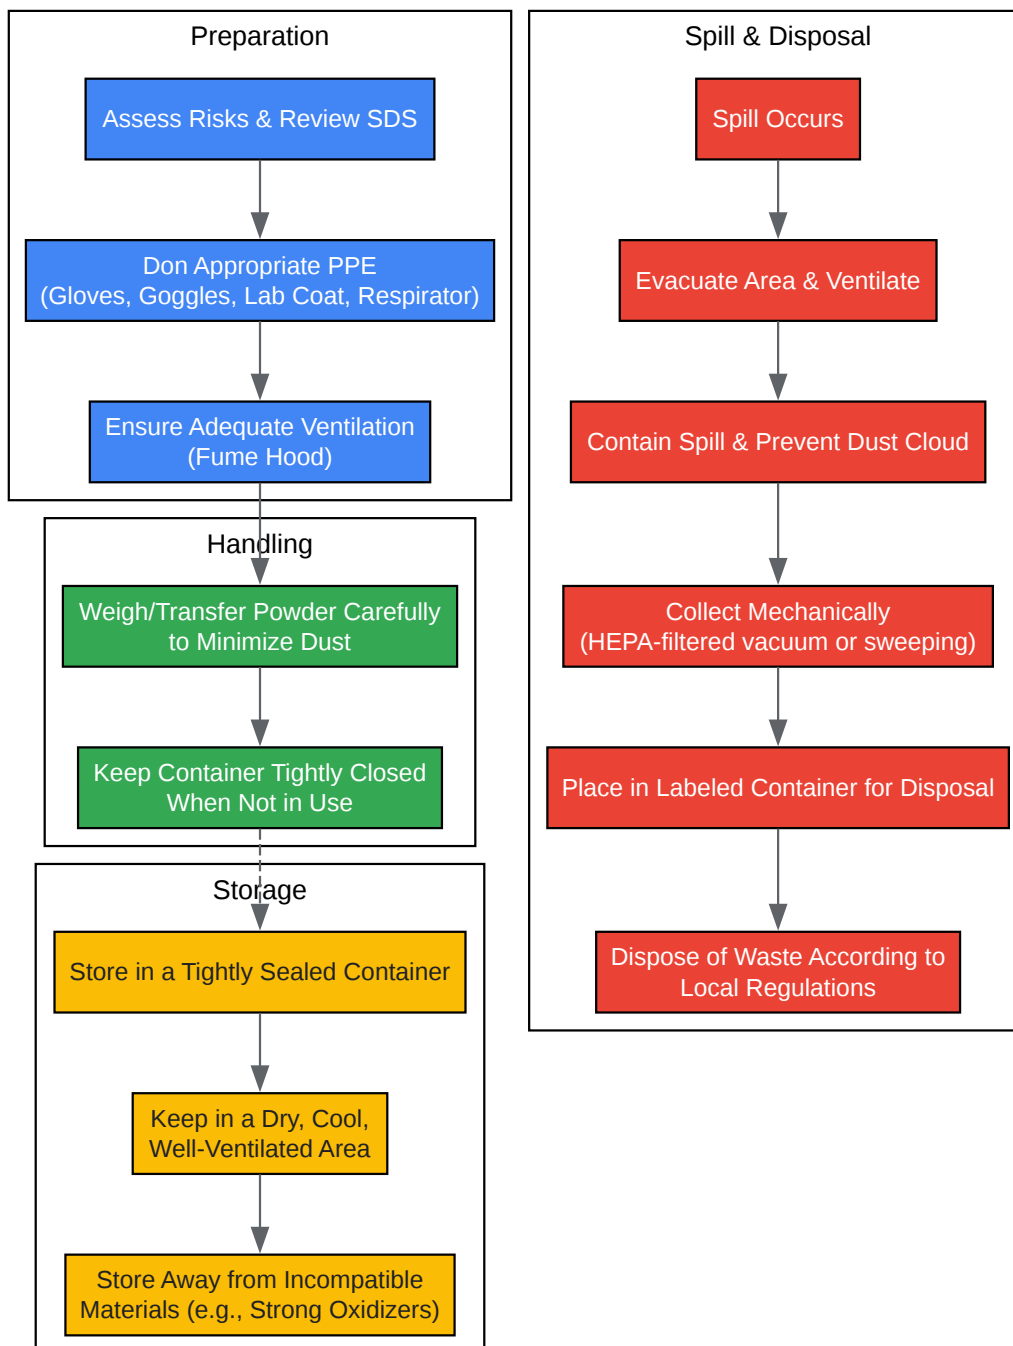 Preparation
Assess Risks & Review SDS
Don Appropriate PPE
(Gloves, Goggles, Lab Coat, Respirator)
Ensure Adequate Ventilation
(Fume Hood)
Handling
Weigh/Transfer Powder Carefully
to Minimize Dust
Keep Container Tightly Closed
When Not in Use
Storage
Store in a Tightly Sealed Container
Keep in a Dry, Cool,
Well-Ventilated Area
Store Away from Incompatible
Materials (e.g., Strong Oxidizers)
Spill & Disposal
Spill Occurs
Evacuate Area & Ventilate
Contain Spill & Prevent Dust Cloud
Collect Mechanically
(HEPA-filtered vacuum or sweeping)
Place in Labeled Container for Disposal
Dispose of Waste According to
Local Regulations